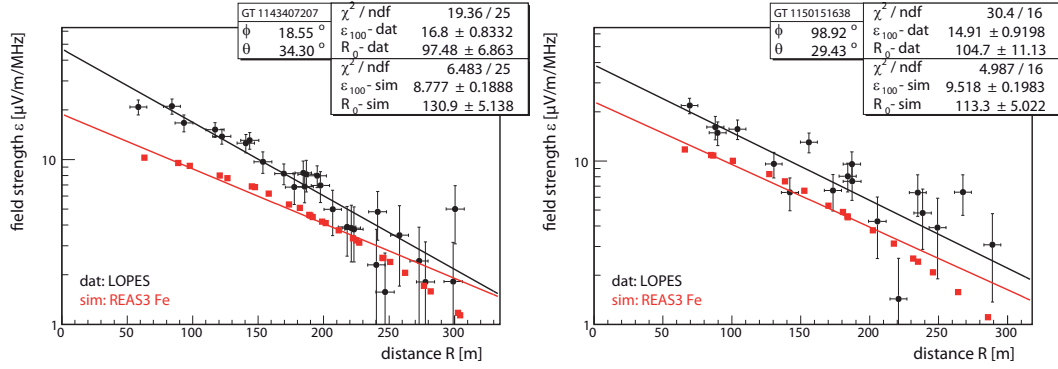 GT 1143407207
ϕ 18.55 °
θ 34.30 °
χ² / ndf 19.36 / 25
ε₁₀₀- dat 16.8 ± 0.8332
R₀- dat 97.48 ± 6.863
χ² / ndf 6.483 / 25
ε₁₀₀ - sim 8.777 ± 0.1888
R₀- sim 130.9 ± 5.138
field strength ε [μV/m/MHz]
10
1
dat: LOPES
sim: REAS3 Fe
0 50 100 150 200 250 300
distance R [m]
GT 1150151638
ϕ 98.92 °
θ 29.43 °
χ² / ndf 30.4 / 16
ε₁₀₀- dat 14.91 ± 0.9198
R₀- dat 104.7 ± 11.13
χ² / ndf 4.987 / 16
ε₁₀₀ - sim 9.518 ± 0.1983
R₀- sim 113.3 ± 5.022
field strength ε [μV/m/MHz]
10
1
dat: LOPES
sim: REAS3 Fe
0 50 100 150 200 250 300
distance R [m]